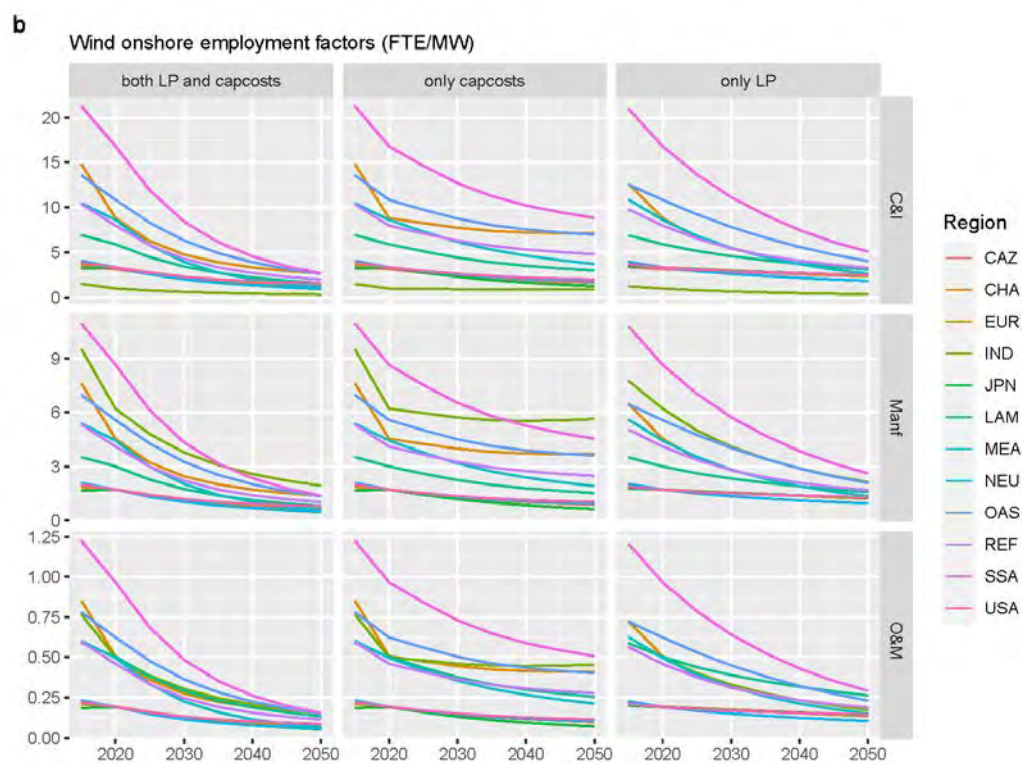 b
Wind onshore employment factors (FTE/MW)
both LP and capcosts only capcosts only LP
20
15
10
5
0
C&I
9
6
3
0
Manf
1.25
1.00
0.75
0.50
0.25
0.00
O&M
2020 2030 2040 2050 2020 2030 2040 2050 2020 2030 2040 2050
Region
CAZ
CHA
EUR
IND
JPN
LAM
MEA
NEU
OAS
REF
SSA
USA